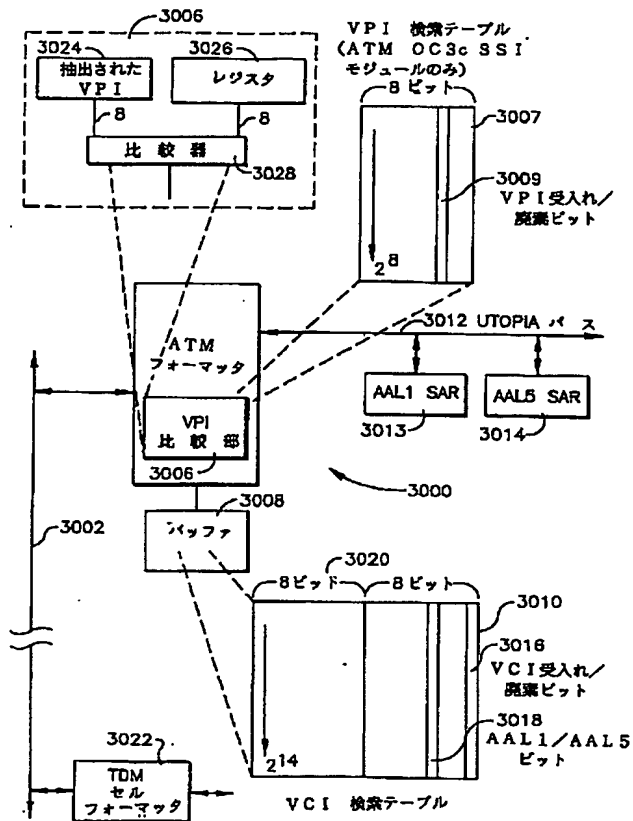 3006
3024
3026
抽出された
VPI
レジスタ
8
8
比較器
3028
VPI 検索テーブル
(ATM OC3c SSI
モジュールのみ)
8ビット
3007
3009
VPI受入れ/
廃棄ビット
2 8
ATM
フォーマッタ
VPI
比較部
3006
3012 UTOPIA バス
AAL1 SAR
3013
AAL5 SAR
3014
3000
3008
バッファ
3002
3020
8ビット
8ビット
3010
3016
VCI受入れ/
廃棄ビット
3018
AAL1/AAL5
ビット
2 14
VCI 検索テーブル
3022
TDM
セル
フォーマッタ